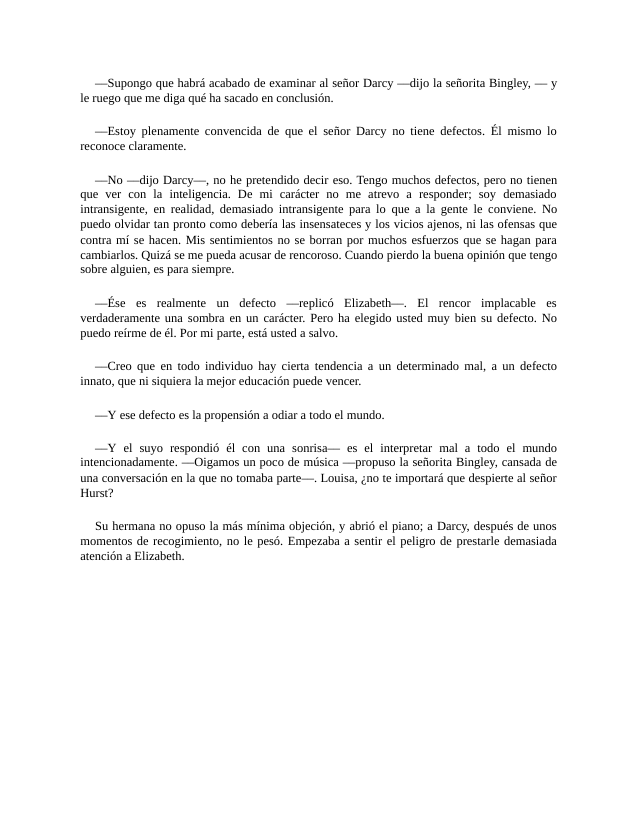 —Supongo que habrá acabado de examinar al señor Darcy —dijo la señorita Bingley, — y
le ruego que me diga qué ha sacado en conclusión.
—Estoy plenamente convencida de que el señor Darcy no tiene defectos. Él mismo lo
reconoce claramente.
—No —dijo Darcy—, no he pretendido decir eso. Tengo muchos defectos, pero no tienen
que ver con la inteligencia. De mi carácter no me atrevo a responder; soy demasiado
intransigente, en realidad, demasiado intransigente para lo que a la gente le conviene. No
puedo olvidar tan pronto como debería las insensateces y los vicios ajenos, ni las ofensas que
contra mí se hacen. Mis sentimientos no se borran por muchos esfuerzos que se hagan para
cambiarlos. Quizá se me pueda acusar de rencoroso. Cuando pierdo la buena opinión que tengo
sobre alguien, es para siempre.
—Ése es realmente un defecto —replicó Elizabeth—. El rencor implacable es
verdaderamente una sombra en un carácter. Pero ha elegido usted muy bien su defecto. No
puedo reírme de él. Por mi parte, está usted a salvo.
—Creo que en todo individuo hay cierta tendencia a un determinado mal, a un defecto
innato, que ni siquiera la mejor educación puede vencer.
—Y ese defecto es la propensión a odiar a todo el mundo.
—Y el suyo respondió él con una sonrisa— es el interpretar mal a todo el mundo
intencionadamente. —Oigamos un poco de música —propuso la señorita Bingley, cansada de
una conversación en la que no tomaba parte—. Louisa, ¿no te importará que despierte al señor
Hurst?
Su hermana no opuso la más mínima objeción, y abrió el piano; a Darcy, después de unos
momentos de recogimiento, no le pesó. Empezaba a sentir el peligro de prestarle demasiada
atención a Elizabeth.